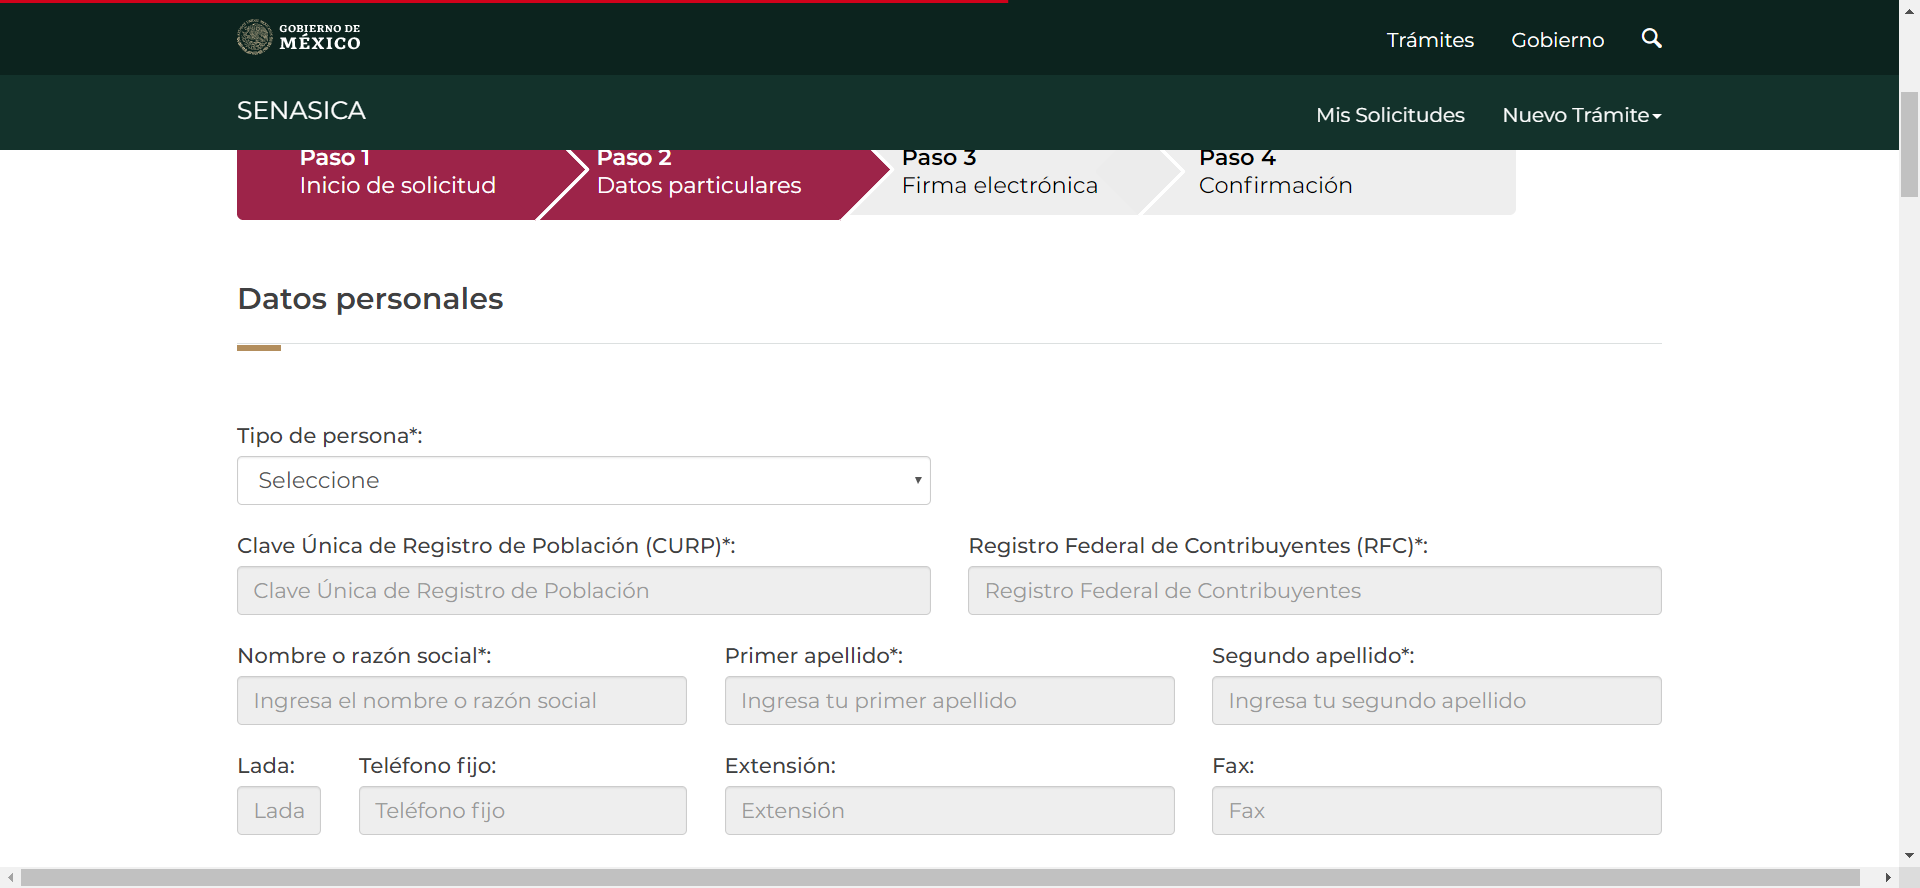 GOBIERNO DE
MÉXICO
Trámites
Gobierno
SENASICA
Mis Solicitudes
Nuevo Trámite
Paso 1
Inicio de solicitud
Paso 2
Datos particulares
Paso 3
Firma electrónica
Paso 4
Confirmación
Datos personales
Tipo de persona*:
Seleccione
Clave Única de Registro de Población (CURP)*:
Clave Única de Registro de Población
Registro Federal de Contribuyentes (RFC)*:
Registro Federal de Contribuyentes
Nombre o razón social*:
Ingresa el nombre o razón social
Primer apellido*:
Ingresa tu primer apellido
Segundo apellido*:
Ingresa tu segundo apellido
Lada:
Lada
Teléfono fijo:
Teléfono fijo
Extensión:
Extensión
Fax:
Fax